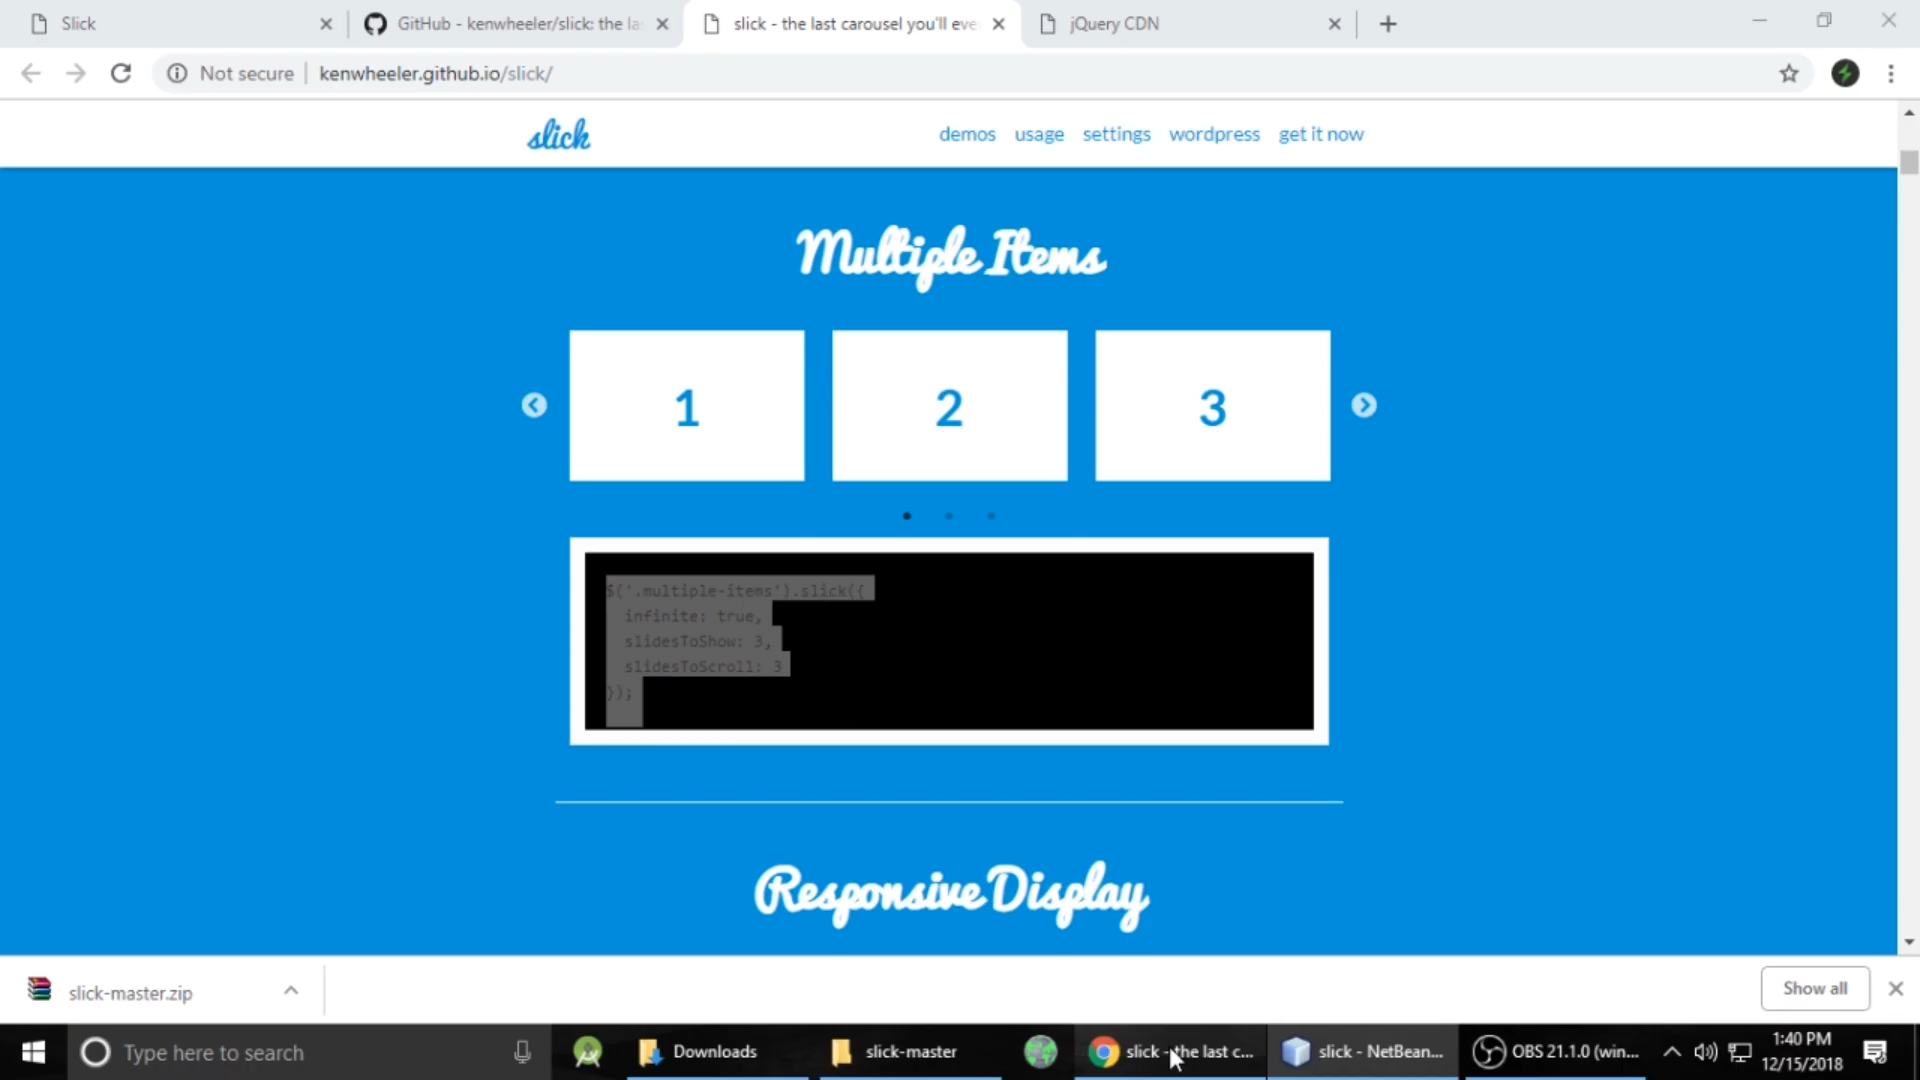 Slick
GitHub - kenwheeler/slick: the la
slick - the last carousel you'll eve
jQuery CDN
Not secure
kenwheeler.github.io/slick/
slick
demos
usage
settings
wordpress
get it now
Multiple Items
1
2
3
$('.multiple-items').slick({
infinite: true,
slidesToShow: 3,
slidesToScroll: 3
});
Responsive Display
slick-master.zip
Show all
Type here to search
Downloads
slick-master
slick - the last c...
slick - NetBean...
OBS 21.1.0 (win...
1:40 PM
12/15/2018